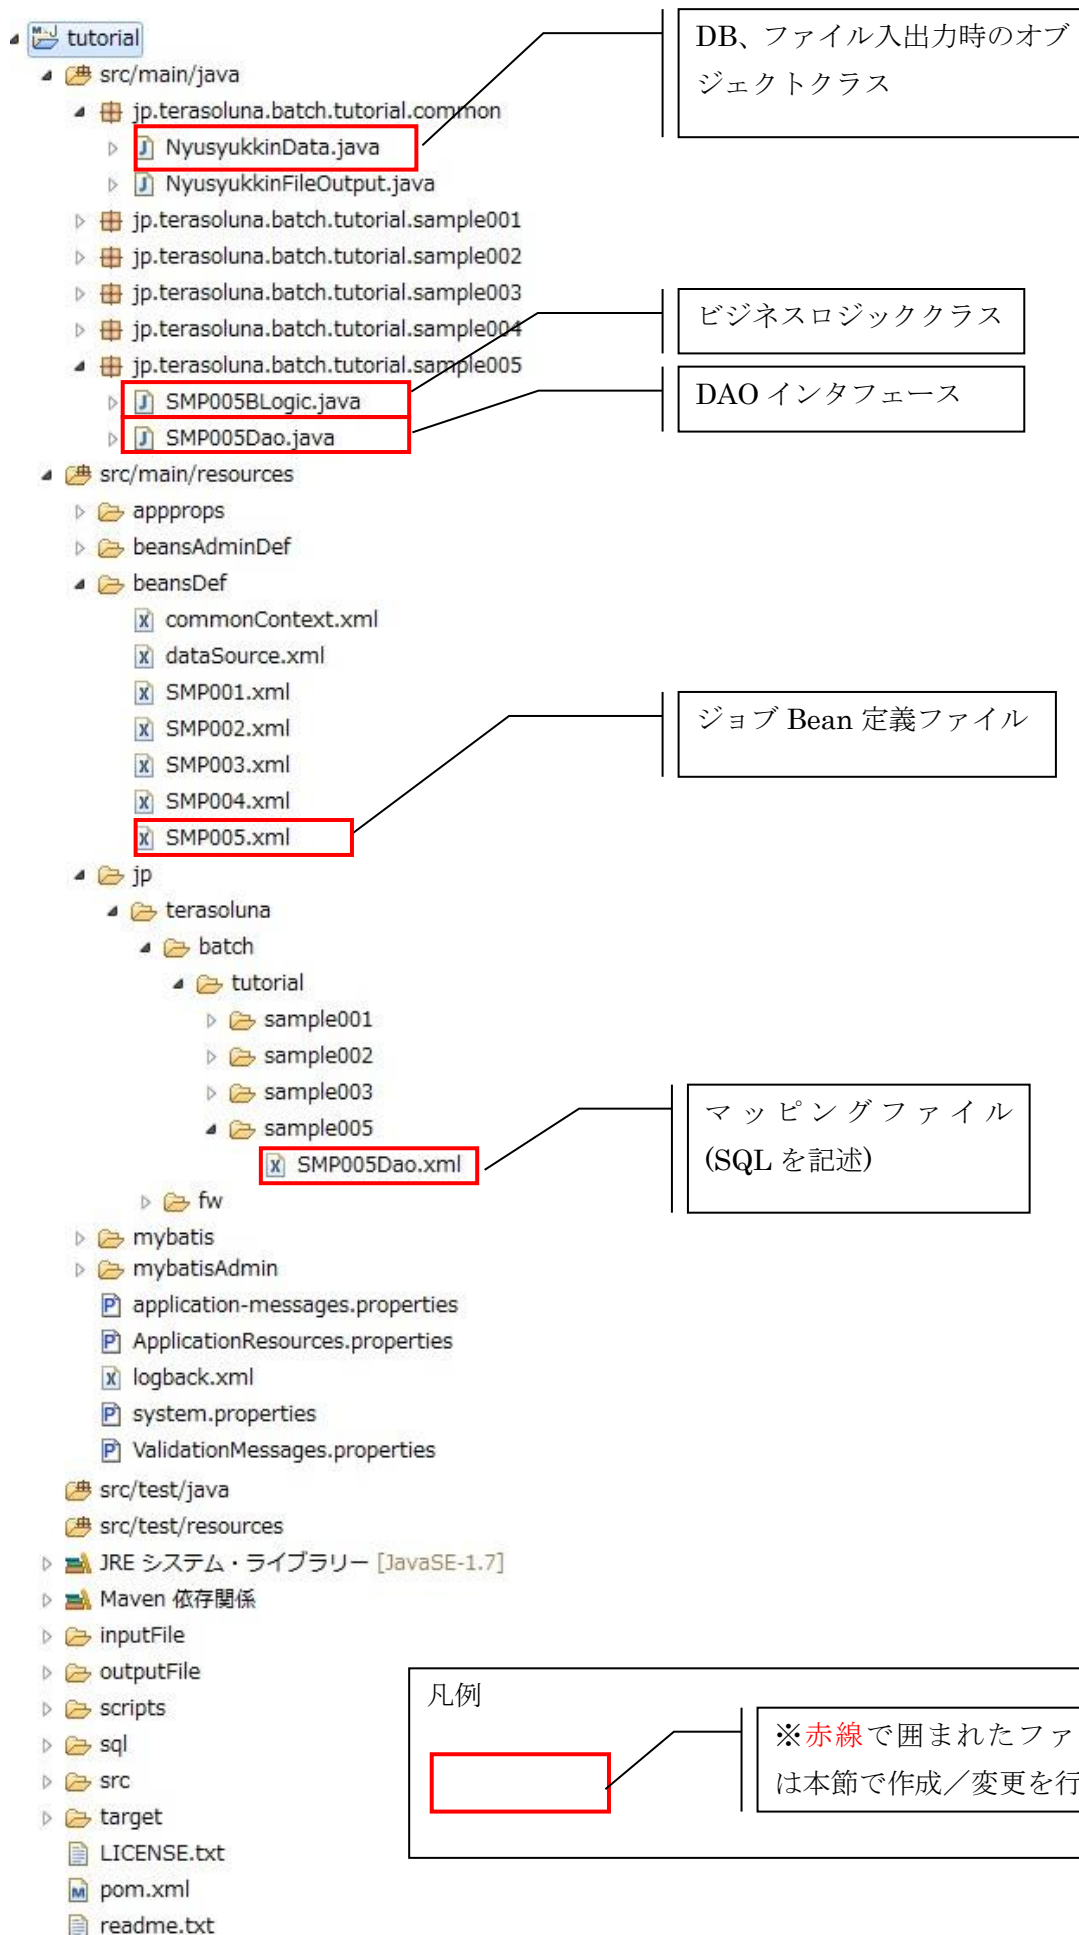 tutorial
src/main/java
jp.terasoluna.batch.tutorial.common
NyusyukkinData.java
NyusyukkinFileOutput.java
jp.terasoluna.batch.tutorial.sample001
jp.terasoluna.batch.tutorial.sample002
jp.terasoluna.batch.tutorial.sample003
jp.terasoluna.batch.tutorial.sample004
jp.terasoluna.batch.tutorial.sample005
SMP005BLogic.java
SMP005Dao.java
src/main/resources
appprops
beansAdminDef
beansDef
commonContext.xml
dataSource.xml
SMP001.xml
SMP002.xml
SMP003.xml
SMP004.xml
SMP005.xml
jp
terasoluna
batch
tutorial
sample001
sample002
sample003
sample005
SMP005Dao.xml
fw
mybatis
mybatisAdmin
application-messages.properties
ApplicationResources.properties
logback.xml
system.properties
ValidationMessages.properties
src/test/java
src/test/resources
JRE システム・ライブラリー [JavaSE-1.7]
Maven 依存関係
inputFile
outputFile
scripts
sql
src
target
LICENSE.txt
pom.xml
readme.txt
DB、ファイル入出力時のオブ
ジェクトクラス
ビジネスロジッククラス
DAO インタフェース
ジョブ Bean 定義ファイル
マッピングファイル
(SQL を記述)
凡例
※赤線で囲まれたファ
は本節で作成／変更を行